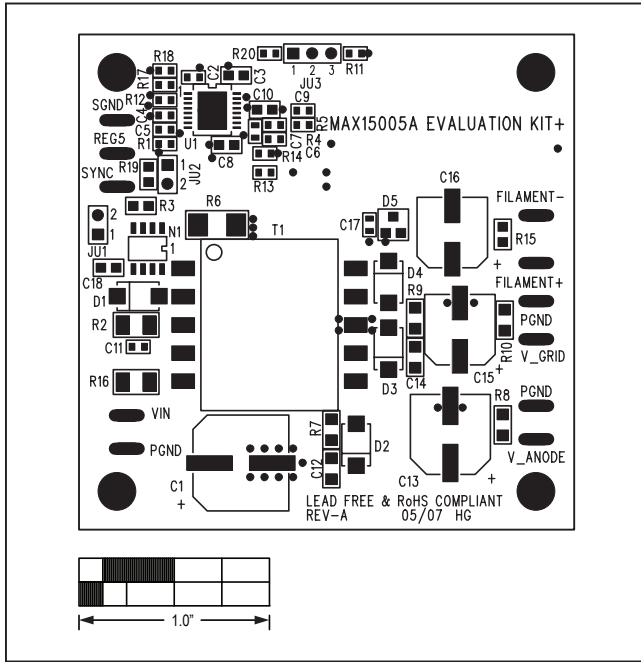 R20
1 2 3
R11
JU3
R18
R17
C2
C3
R12
1
SGND
C4
C10
C9
R5
MAX15005A EVALUATION KIT+
C5
U1
R4
REG5
R1
C8
C7
C6
R14
R19
1
JU2
2
SYNC
R13
C16
R3
R6
D5
FILAMENT-
2
1
JU1
N1
1
T1
C17
R15
+
C18
D4
FILAMENT+
D1
R9
PGND
R2
R10
V_GRID
C11
D3
C14
C15
+
R16
PGND
VIN
R7
R8
D2
PGND
C1
+
C12
C13
+
V_ANODE
LEAD FREE & RoHS COMPLIANT
REV-A 05/07 HG
1.0"